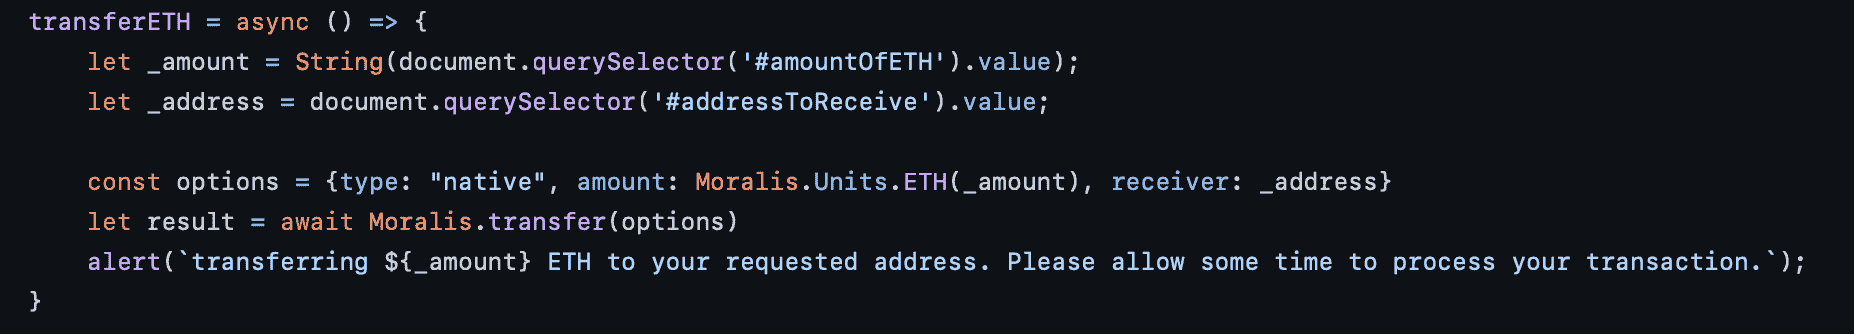 transferETH = async () => {
let _amount = String(document.querySelector('#amountOfETH').value);
let _address = document.querySelector('#addressToReceive').value;
const options = {type: "native", amount: Moralis.Units.ETH(_amount), receiver: _address}
let result = await Moralis.transfer(options)
alert(`transferring ${_amount} ETH to your requested address. Please allow some time to process your transaction.`);
}